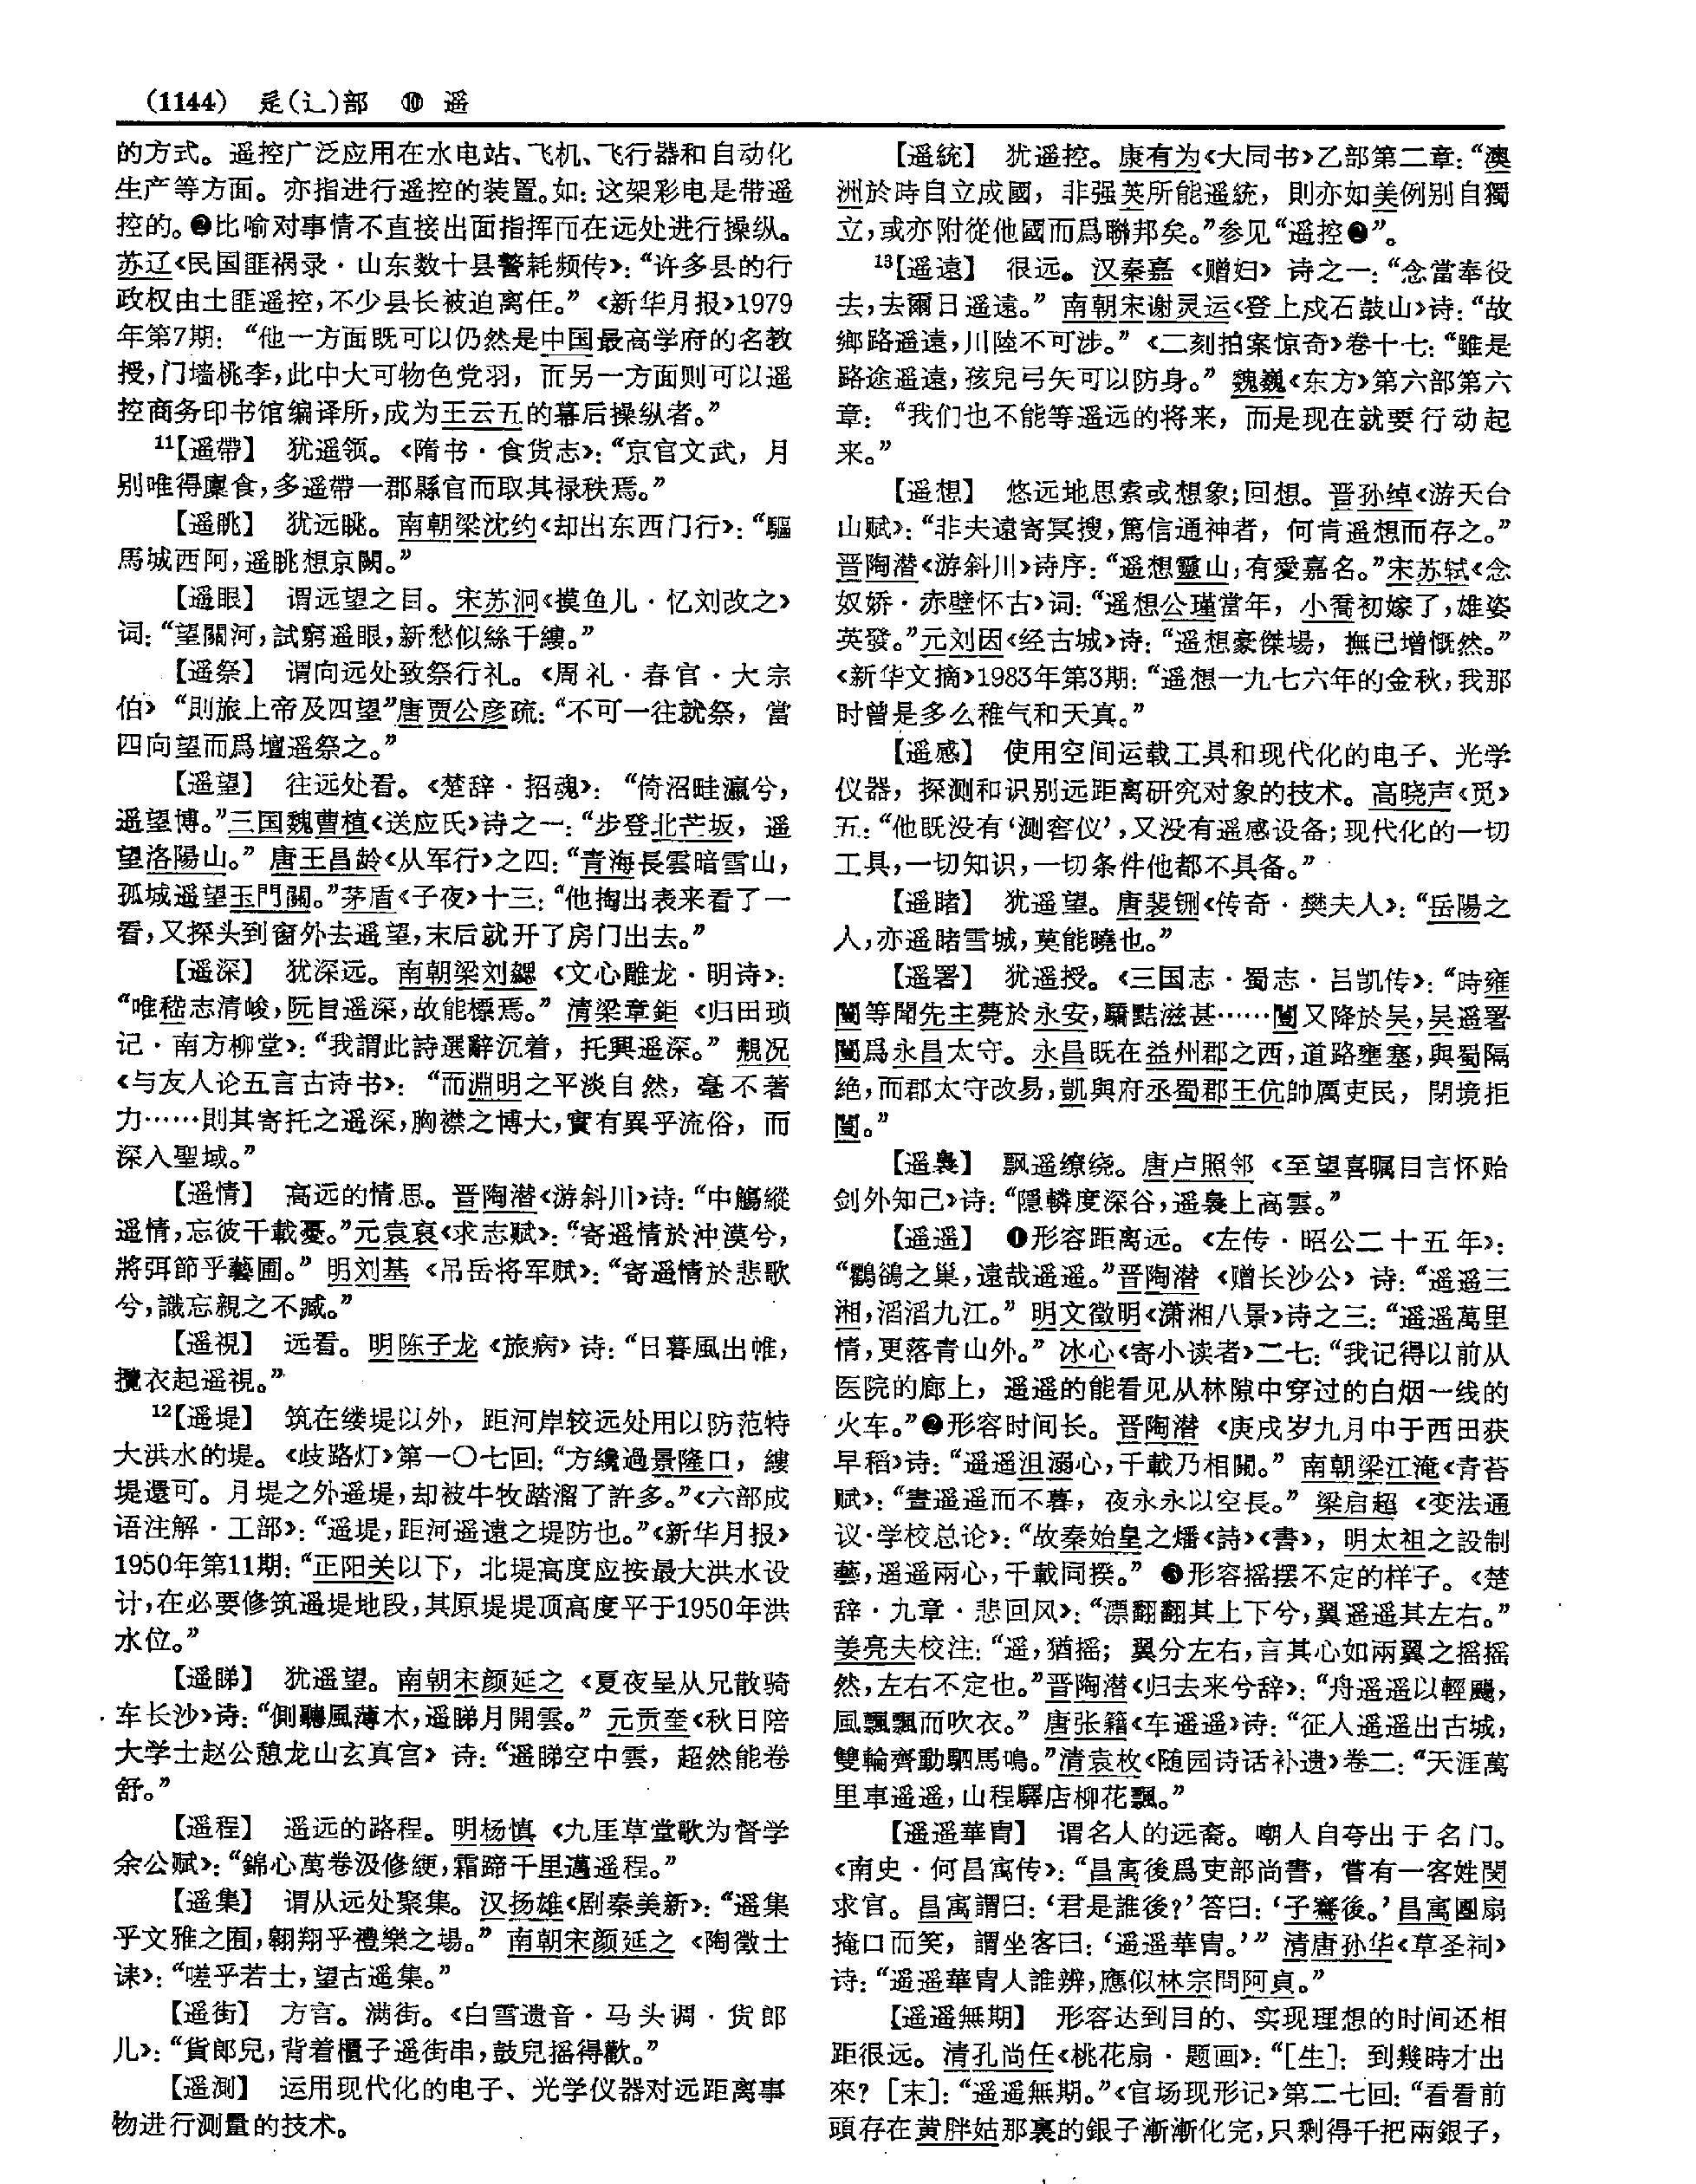 (1144) 辵(辶)部 ⑩ 遥
的方式。遥控广泛应用在水电站、飞机、飞行器和自动化
生产等方面。亦指进行遥控的装置。如：这架彩电是带遥
控的。❷比喻对事情不直接出面指挥而在远处进行操纵。
苏辽《民国匪祸录·山东数十县警耗频传》：“许多县的行
政权由土匪遥控，不少县长被迫离任。”《新华月报》1979
年第7期：“他一方面既可以仍然是中国最高学府的名教
授，门墙桃李，此中大可物色党羽，而另一方面则可以遥
控商务印书馆编译所，成为王云五的幕后操纵者。”
11【遥帶】 犹遥领。《隋书·食货志》：“京官文武，月
别唯得廩食，多遥帶一郡縣官而取其禄秩焉。”
【遥眺】 犹远眺。南朝梁沈约《却出东西门行》：“驅
馬城西阿，遥眺想京闕。”
【遥眼】 谓远望之目。宋苏泂《摸鱼儿·忆刘改之》
词：“望關河，試窮遥眼，新愁似絲千縷。”
【遥祭】 谓向远处致祭行礼。《周礼·春官·大宗
伯》“則旅上帝及四望”唐贾公彦疏：“不可一往就祭，當
四向望而爲壇遥祭之。”
【遥望】 往远处看。《楚辞·招魂》：“倚沼畦瀛兮，
遥望博。”三国魏曹植《送应氏》诗之一：“步登北芒坂，遥
望洛陽山。”唐王昌龄《从军行》之四：“青海長雲暗雪山，
孤城遥望玉門關。”茅盾《子夜》十三：“他掏出表来看了一
看，又探头到窗外去遥望，末后就开了房门出去。”
【遥深】 犹深远。南朝梁刘勰《文心雕龙·明诗》：
“唯嵇志清峻，阮旨遥深，故能標焉。”清梁章鉅《归田琐
记·南方柳堂》：“我謂此詩選辭沉着，托興遥深。”觏况
《与友人论五言古诗书》：“而淵明之平淡自然，毫不著
力……則其寄托之遥深，胸襟之博大，實有異乎流俗，而
深入聖域。”
【遥情】 高远的情思。晋陶潜《游斜川》诗：“中觴縱
遥情，忘彼千載憂。”元袁裒《求志赋》：“寄遥情於沖漠兮，
將弭節乎藝圃。”明刘基《吊岳将军赋》：“寄遥情於悲歌
兮，識忘親之不臧。”
【遥視】 远看。明陈子龙《旅病》诗：“日暮風出帷，
攬衣起遥視。”
12【遥堤】 筑在缕堤以外，距河岸较远处用以防范特
大洪水的堤。《歧路灯》第一〇七回：“方纔過景隆口，縷
堤還可。月堤之外遥堤，却被牛牧踏溜了許多。”《六部成
语注解·工部》：“遥堤，距河遥遠之堤防也。”《新华月报》
1950年第11期：“正阳关以下，北堤高度应按最大洪水设
计，在必要修筑遥堤地段，其原堤堤顶高度平于1950年洪
水位。”
【遥睇】 犹遥望。南朝宋颜延之《夏夜呈从兄散骑
车长沙》诗：“側聽風薄木，遥睇月開雲。”元贡奎《秋日陪
大学士赵公憩龙山玄真宫》诗：“遥睇空中雲，超然能卷
舒。”
【遥程】 遥远的路程。明杨慎《九厓草堂歌为督学
余公赋》：“錦心萬卷汲修綆，霜蹄千里邁遥程。”
【遥集】 谓从远处聚集。汉扬雄《剧秦美新》：“遥集
乎文雅之囿，翱翔乎禮樂之場。”南朝宋颜延之《陶徵士
诔》：“嗟乎若士，望古遥集。”
【遥街】 方言。满街。《白雪遗音·马头调·货郎
儿》：“貨郎兒，背着櫃子遥街串，鼓兒摇得歡。”
【遥測】 运用现代化的电子、光学仪器对远距离事
物进行测量的技术。
【遥統】 犹遥控。康有为《大同书》乙部第二章：“澳
洲於時自立成國，非强英所能遥統，則亦如美例别自獨
立，或亦附從他國而爲聯邦矣。”参见“遥控❷”。
13【遥遠】 很远。汉秦嘉《赠妇》诗之一：“念當奉役
去，去爾日遥遠。”南朝宋谢灵运《登上戍石鼓山》诗：“故
鄉路遥遠，川陸不可涉。”《二刻拍案惊奇》卷十七：“雖是
路途遥遠，孩兒弓矢可以防身。”魏巍《东方》第六部第六
章：“我们也不能等遥远的将来，而是现在就要行动起
来。”
【遥想】 悠远地思索或想象；回想。晋孙绰《游天台
山赋》：“非夫遠寄冥搜，篤信通神者，何肯遥想而存之。”
晋陶潜《游斜川》诗序：“遥想靈山，有愛嘉名。”宋苏轼《念
奴娇·赤壁怀古》词：“遥想公瑾當年，小喬初嫁了，雄姿
英發。”元刘因《经古城》诗：“遥想豪傑場，撫已增慨然。”
《新华文摘》1983年第3期：“遥想一九七六年的金秋，我那
时曾是多么稚气和天真。”
【遥感】 使用空间运载工具和现代化的电子、光学
仪器，探测和识别远距离研究对象的技术。高晓声《觅》
五：“他既没有‘测窖仪’，又没有遥感设备；现代化的一切
工具，一切知识，一切条件他都不具备。”
【遥睹】 犹遥望。唐裴铏《传奇·樊夫人》：“岳陽之
人，亦遥睹雪城，莫能曉也。”
【遥署】 犹遥授。《三国志·蜀志·吕凯传》：“時雍
闓等聞先主薨於永安，驕黠滋甚……闓又降於吴，吴遥署
闓爲永昌太守。永昌既在益州郡之西，道路壅塞，與蜀隔
絶，而郡太守改易，凱與府丞蜀郡王伉帥厲吏民，閉境拒
闓。”
【遥裊】 飘遥缭绕。唐卢照邻《至望喜瞩目言怀贻
剑外知己》诗：“隱轔度深谷，遥裊上高雲。”
【遥遥】 ❶形容距离远。《左传·昭公二十五年》：
“鸜鵒之巢，遠哉遥遥。”晋陶潜《赠长沙公》诗：“遥遥三
湘，滔滔九江。”明文徵明《潇湘八景》诗之三：“遥遥萬里
情，更落青山外。”冰心《寄小读者》二七：“我记得以前从
医院的廊上，遥遥的能看见从林隙中穿过的白烟一线的
火车。”❷形容时间长。晋陶潜《庚戌岁九月中于西田获
早稻》诗：“遥遥沮溺心，千載乃相關。”南朝梁江淹《青苔
赋》：“晝遥遥而不暮，夜永永以空長。”梁启超《变法通
议·学校总论》：“故秦始皇之燔《詩》《書》，明太祖之設制
藝，遥遥兩心，千載同揆。”❸形容摇摆不定的样子。《楚
辞·九章·悲回风》：“漂翻翻其上下兮，翼遥遥其左右。”
姜亮夫校注：“遥，猶摇；翼分左右，言其心如兩翼之摇摇
然，左右不定也。”晋陶潜《归去来兮辞》：“舟遥遥以輕颺，
風飄飄而吹衣。”唐张籍《车遥遥》诗：“征人遥遥出古城，
雙輪齊動駟馬鳴。”清袁枚《随园诗话补遗》卷二：“天涯萬
里車遥遥，山程驛店柳花飄。”
【遥遥華胄】 谓名人的远裔。嘲人自夸出于名门。
《南史·何昌㝢传》：“昌㝢後爲吏部尚書，嘗有一客姓閔
求官。昌㝢謂曰：‘君是誰後？’答曰：‘子騫後。’昌㝢團扇
掩口而笑，謂坐客曰：‘遥遥華胄。’”清唐孙华《草圣祠》
诗：“遥遥華胄人誰辨，應似林宗問阿貞。”
【遥遥無期】 形容达到目的、实现理想的时间还相
距很远。清孔尚任《桃花扇·题画》：“［生］：到幾時才出
來？［末］：“遥遥無期。”《官场现形记》第二七回：“看看前
頭存在黄胖姑那裏的銀子漸漸化完，只剩得千把兩銀子，